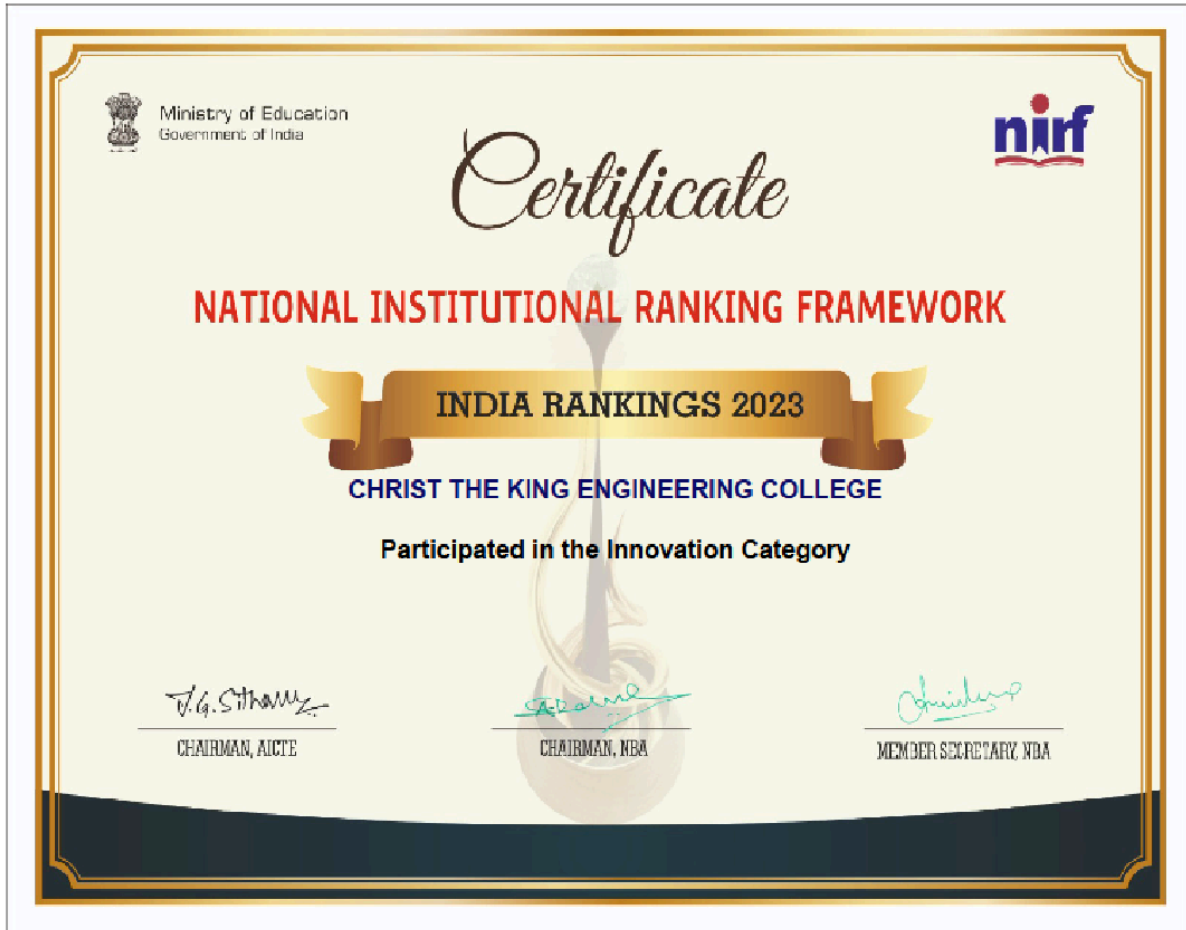 Ministry of Education
Government of India
nirf
Certificate
NATIONAL INSTITUTIONAL RANKING FRAMEWORK
INDIA RANKINGS 2023
CHRIST THE KING ENGINEERING COLLEGE
Participated in the Innovation Category
T.G. Sitharam
CHAIRMAN, AICTE
CHAIRMAN, NBA
MEMBER SECRETARY, NBA